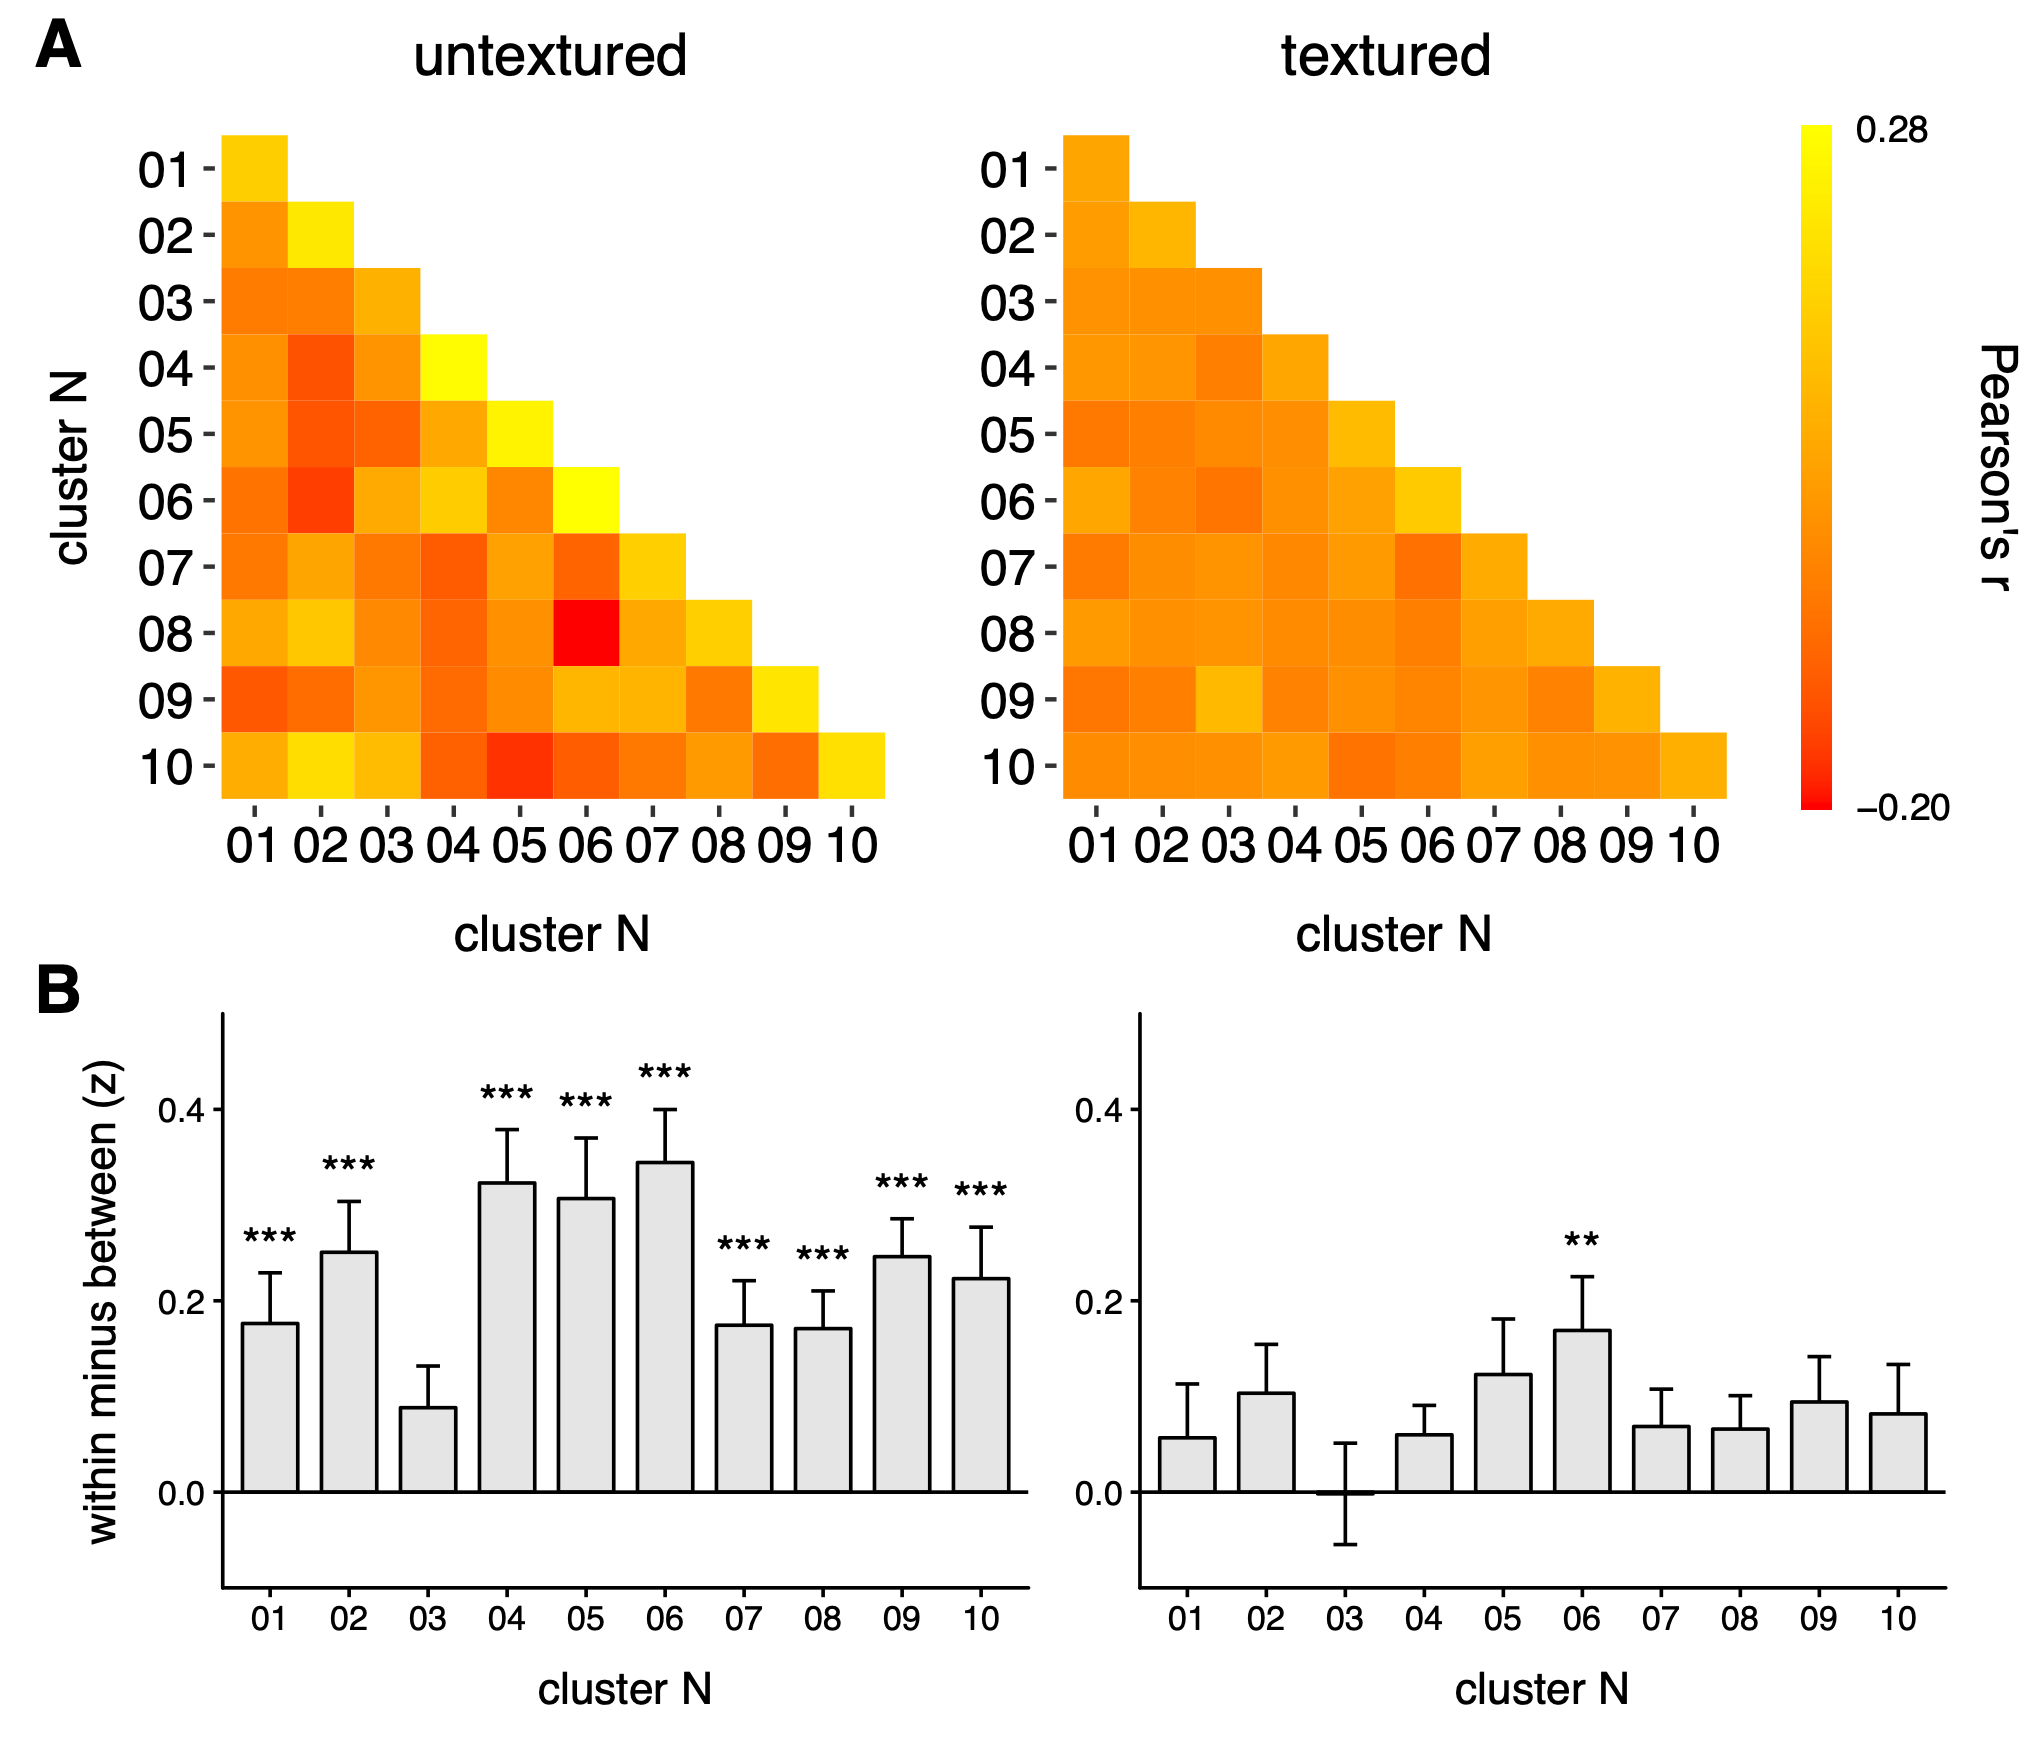 A
untextured
textured
cluster N
01
02
03
04
05
06
07
08
09
10
01 02 03 04 05 06 07 08 09 10
cluster N
01
02
03
04
05
06
07
08
09
10
01 02 03 04 05 06 07 08 09 10
cluster N
0.28
−0.20
Pearson's r
B
within minus between (z)
0.4
0.2
0.0
*** *** *** *** *** *** *** *** ***
01 02 03 04 05 06 07 08 09 10
cluster N
0.4
0.2
0.0
**
01 02 03 04 05 06 07 08 09 10
cluster N